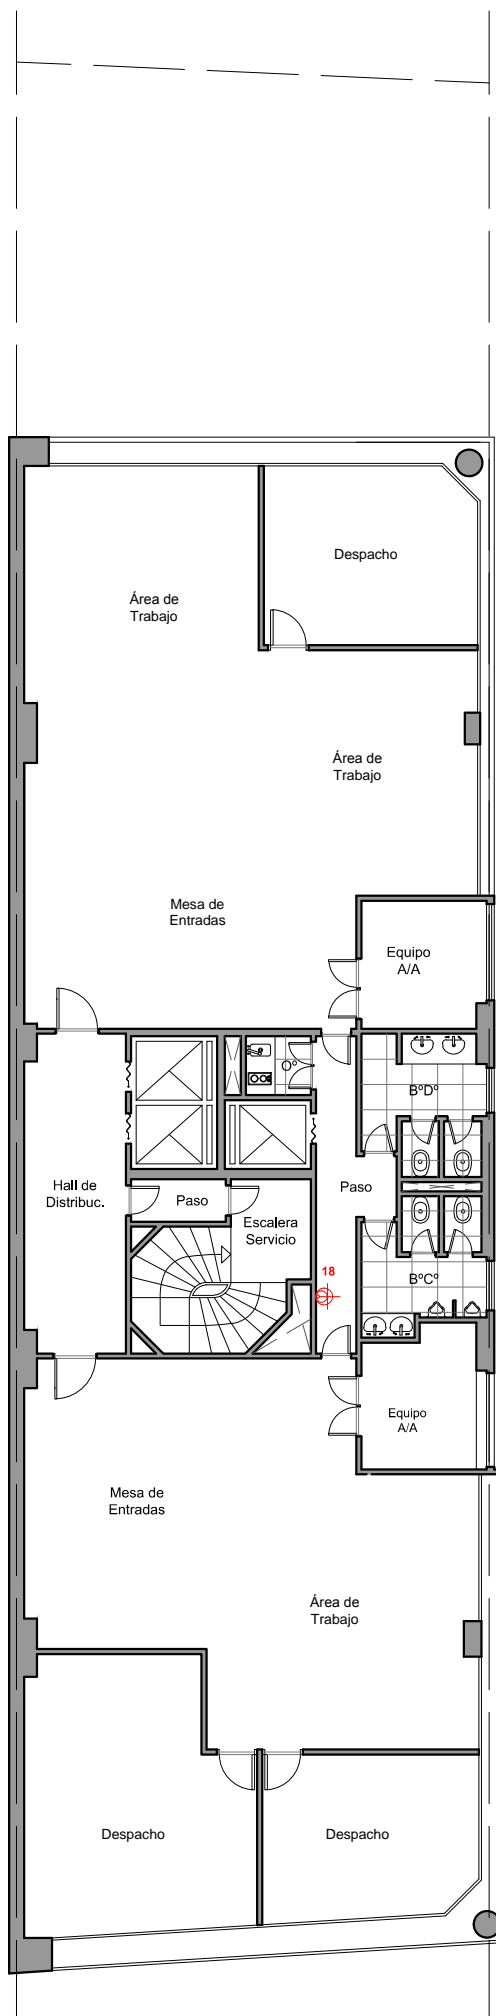 Despacho
Área de
Trabajo
Área de
Trabajo
Mesa de
Entradas
Equipo
A/A
BºDº
Hall de
Distribuc.
Paso
Paso
Escalera
Servicio
18
BºCº
Equipo
A/A
Mesa de
Entradas
Área de
Trabajo
Despacho
Despacho